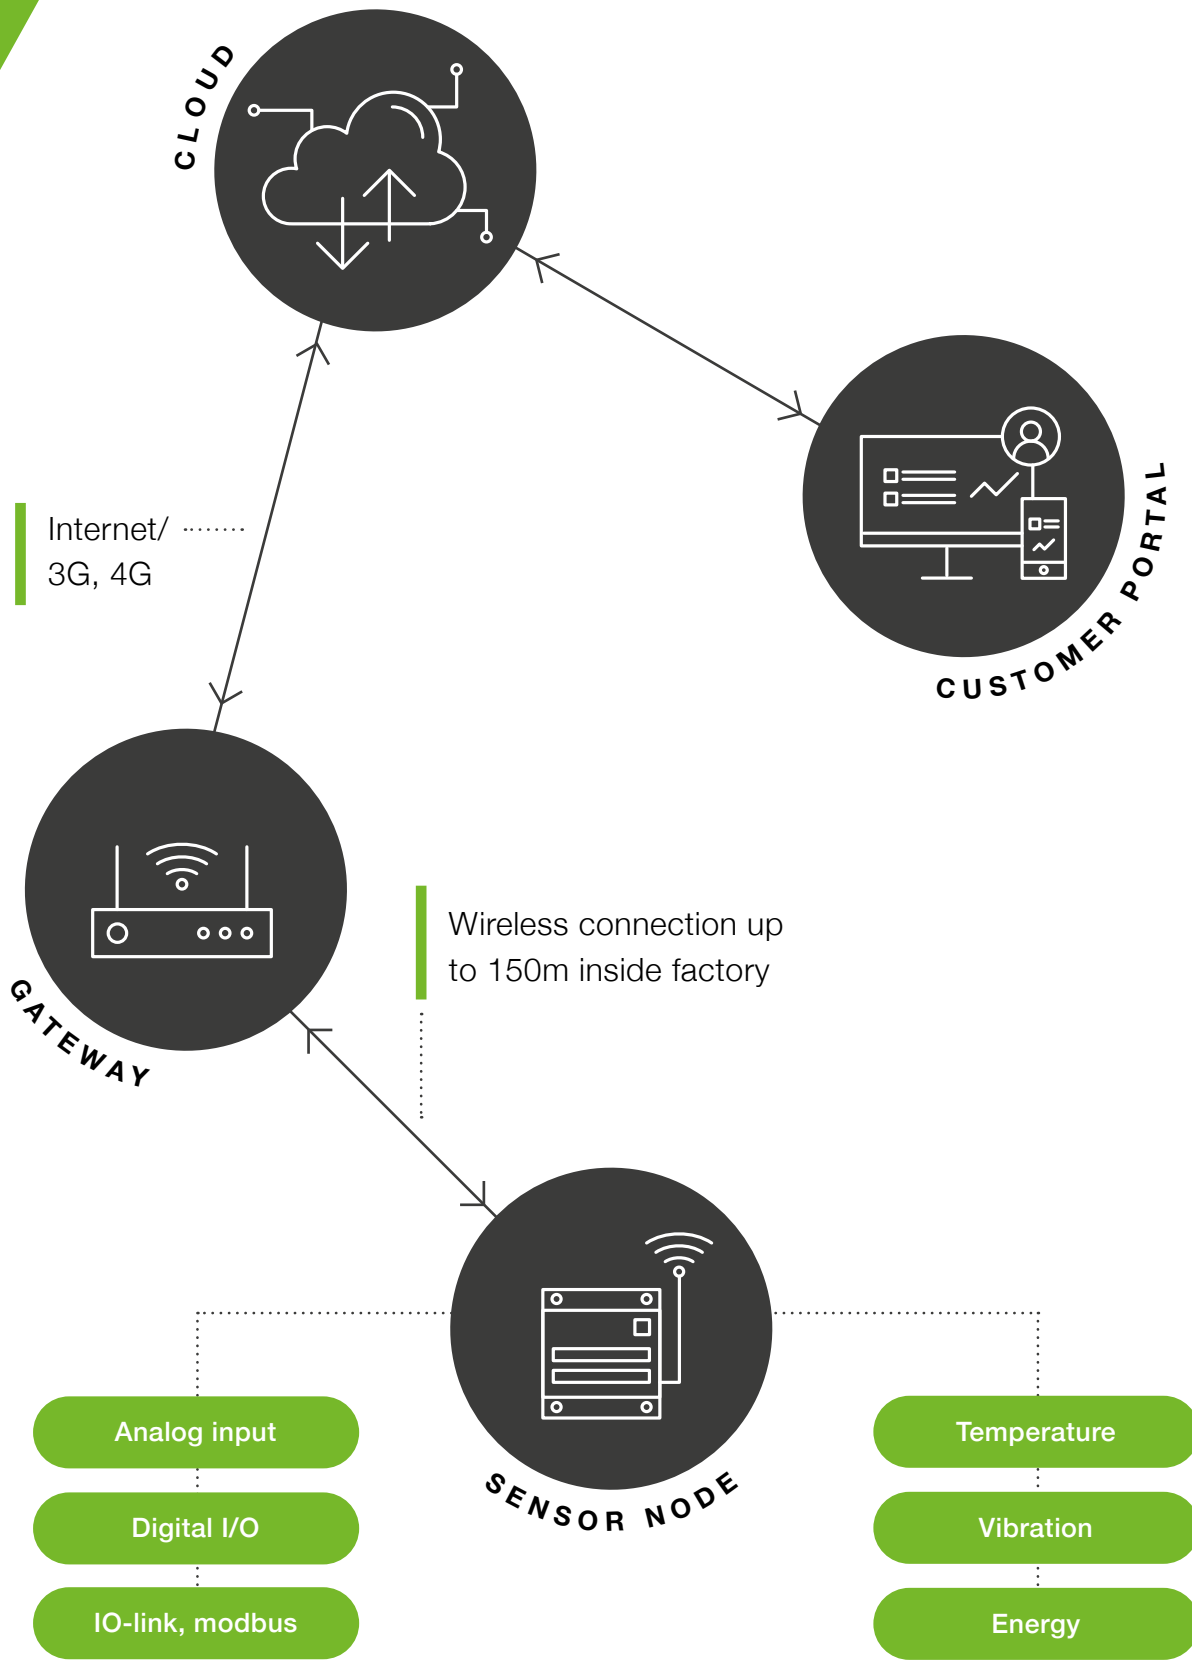 CLOUD
CUSTOMER PORTAL
Internet/
3G, 4G
GATEWAY
Wireless connection up
to 150m inside factory
SENSOR NODE
Analog input
Digital I/O
IO-link, modbus
Temperature
Vibration
Energy